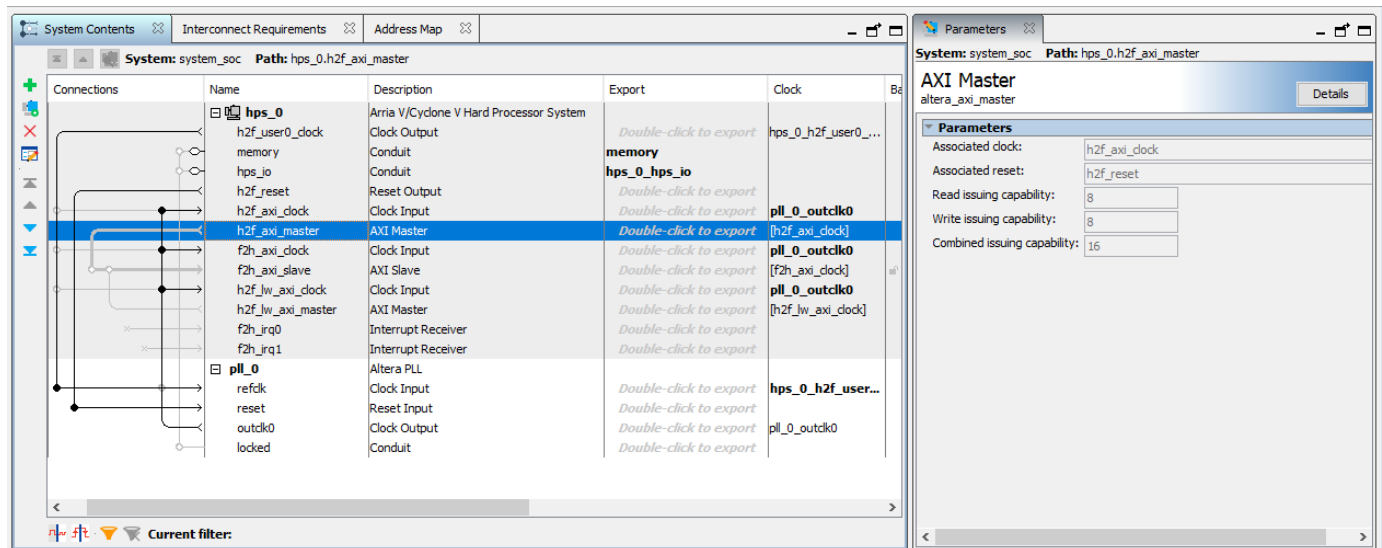 System Contents Interconnect Requirements Address Map
System: system_soc Path: hps_0.h2f_axi_master
Connections Name Description Export Clock Ba
hps_0 Arria V/Cyclone V Hard Processor System
h2f_user0_clock Clock Output Double-click to export hps_0_h2f_user0_...
memory Conduit memory
hps_io Conduit hps_0_hps_io
h2f_reset Reset Output Double-click to export
h2f_axi_clock Clock Input Double-click to export pll_0_outclk0
h2f_axi_master AXI Master Double-click to export [h2f_axi_clock]
f2h_axi_clock Clock Input Double-click to export pll_0_outclk0
f2h_axi_slave AXI Slave Double-click to export [f2h_axi_clock]
h2f_lw_axi_clock Clock Input Double-click to export pll_0_outclk0
h2f_lw_axi_master AXI Master Double-click to export [h2f_lw_axi_clock]
f2h_irq0 Interrupt Receiver Double-click to export
f2h_irq1 Interrupt Receiver Double-click to export
pll_0 Altera PLL
refclk Clock Input Double-click to export hps_0_h2f_user...
reset Reset Input Double-click to export
outclk0 Clock Output Double-click to export pll_0_outclk0
locked Conduit Double-click to export
Current filter:
Parameters
System: system_soc Path: hps_0.h2f_axi_master
AXI Master
altera_axi_master
Details
Parameters
Associated clock: h2f_axi_clock
Associated reset: h2f_reset
Read issuing capability: 8
Write issuing capability: 8
Combined issuing capability: 16